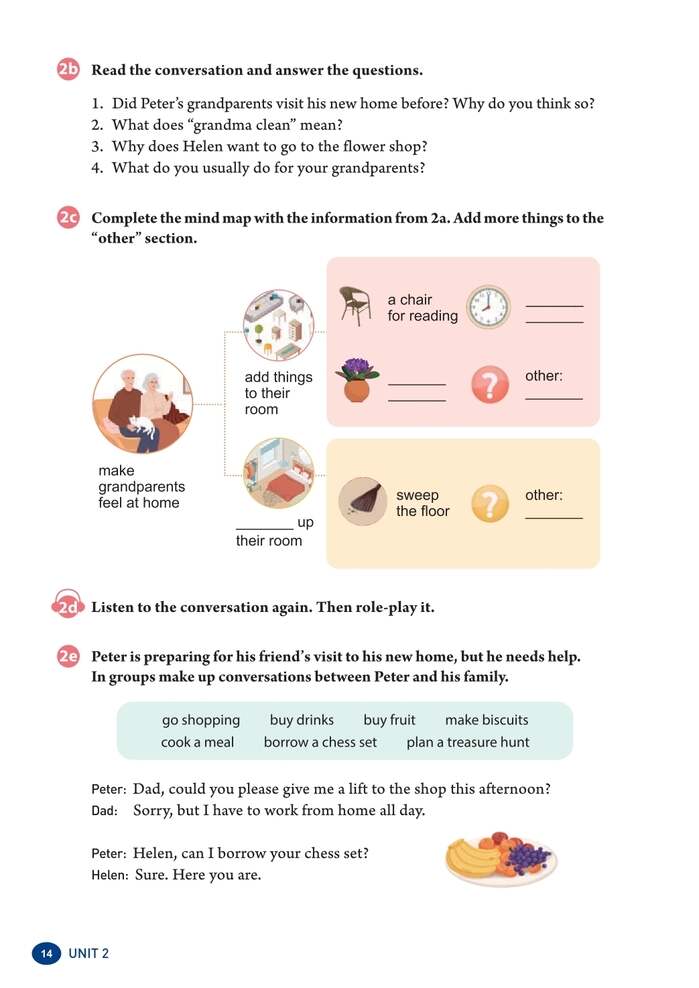 2b Read the conversation and answer the questions.
1. Did Peter's grandparents visit his new home before? Why do you think so?
2. What does “grandma clean” mean?
3. Why does Helen want to go to the flower shop?
4. What do you usually do for your grandparents?
2c Complete the mind map with the information from 2a. Add more things to the
“other” section.
a chair
for reading
________
________
________
________
?
other:
________
add things
to their
room
make
grandparents
feel at home
sweep
the floor
?
other:
________
________ up
their room
2d Listen to the conversation again. Then role-play it.
2e Peter is preparing for his friend's visit to his new home, but he needs help.
In groups make up conversations between Peter and his family.
go shopping buy drinks buy fruit make biscuits
cook a meal borrow a chess set plan a treasure hunt
Peter: Dad, could you please give me a lift to the shop this afternoon?
Dad: Sorry, but I have to work from home all day.
Peter: Helen, can I borrow your chess set?
Helen: Sure. Here you are.
14 UNIT 2